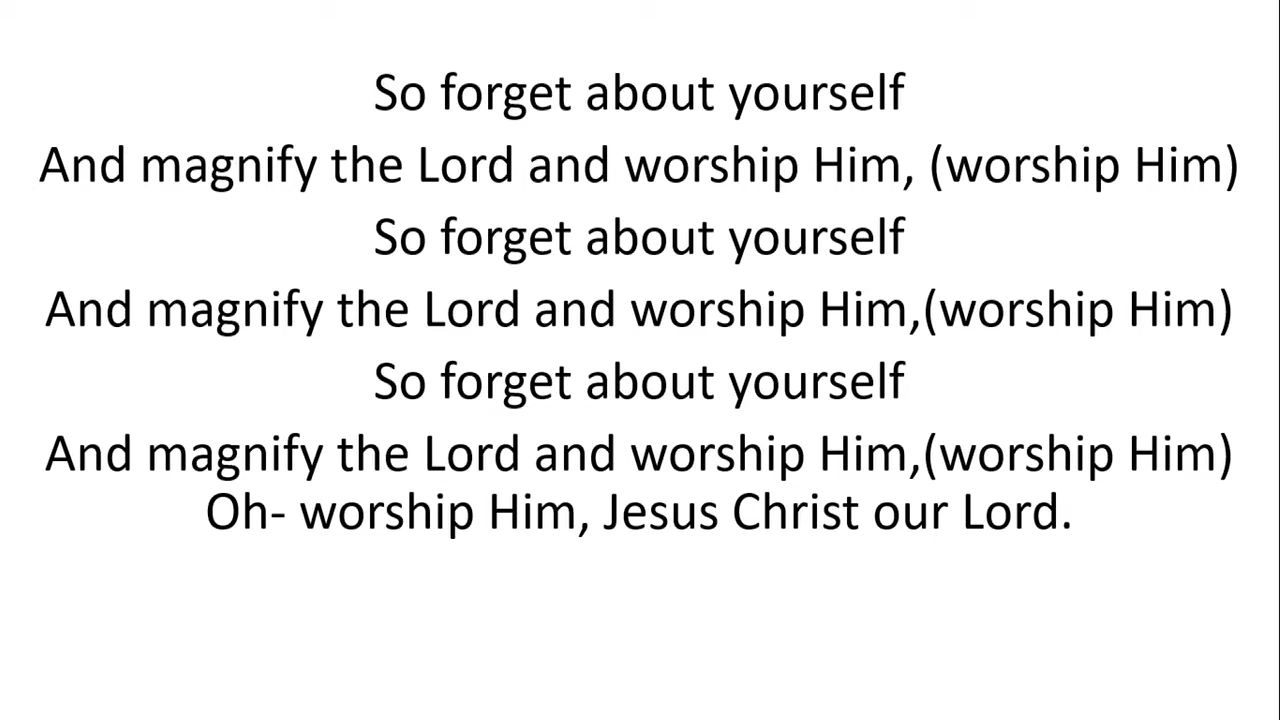 So forget about yourself
And magnify the Lord and worship Him, (worship Him)
So forget about yourself
And magnify the Lord and worship Him,(worship Him)
So forget about yourself
And magnify the Lord and worship Him,(worship Him)
Oh- worship Him, Jesus Christ our Lord.